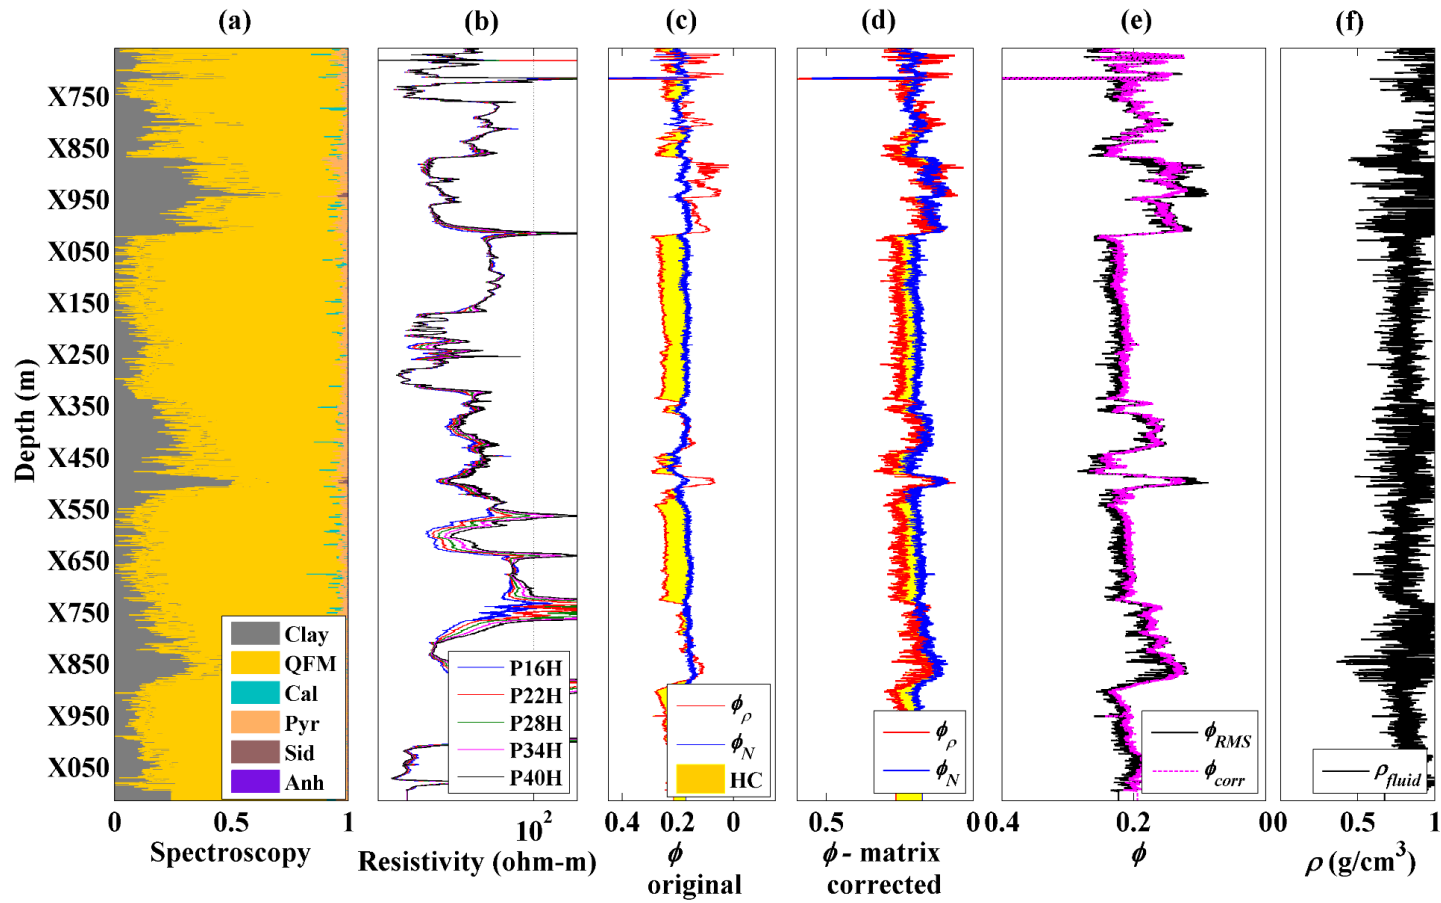 (a) (b) (c) (d) (e) (f)
Depth (m)
X750
X850
X950
X050
X150
X250
X350
X450
X550
X650
X750
X850
X950
X050
Clay
QFM
Cal
Pyr
Sid
Anh
P16H
P22H
P28H
P34H
P40H
ϕρ
ϕN
HC
ϕρ
ϕN
ϕRMS
ϕcorr
ρfluid
0 0.5 1
10²
0.4 0.2 0
0.5 0
0.4 0.2 0
0 0.5 1
Spectroscopy
Resistivity (ohm-m)
ϕ
original
ϕ - matrix
corrected
ϕ
ρ (g/cm³)